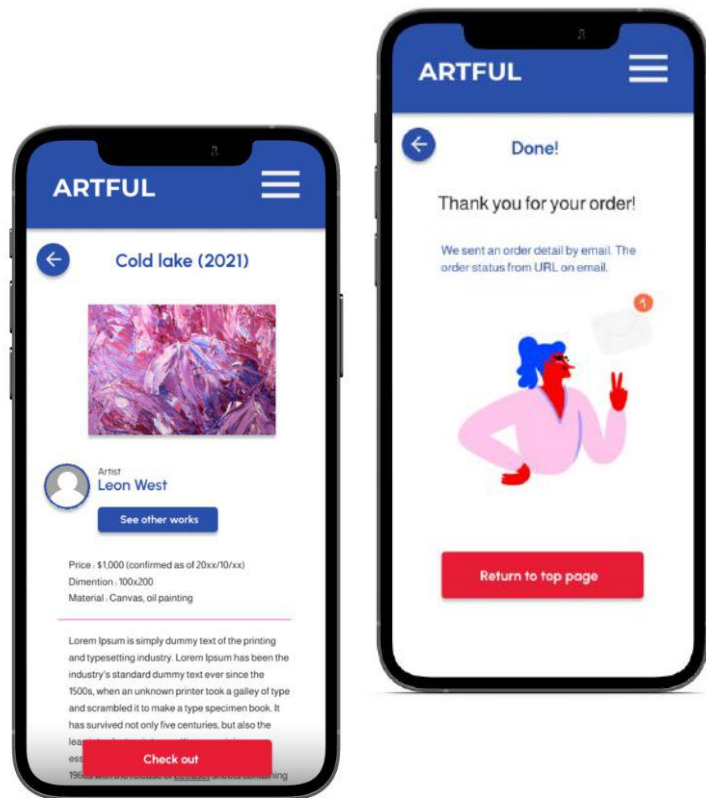 ARTFUL
Cold lake (2021)
Artist
Leon West
See other works
Price : $1,000 (confirmed as of 20xx/10/xx)
Dimention : 100x200
Material : Canvas, oil painting
Lorem Ipsum is simply dummy text of the printing
and typesetting industry. Lorem Ipsum has been the
industry's standard dummy text ever since the
1500s, when an unknown printer took a galley of type
and scrambled it to make a type specimen book. It
has survived not only five centuries, but also the
Check out
ARTFUL
Done!
Thank you for your order!
We sent an order detail by email. The
order status from URL on email.
1
Return to top page